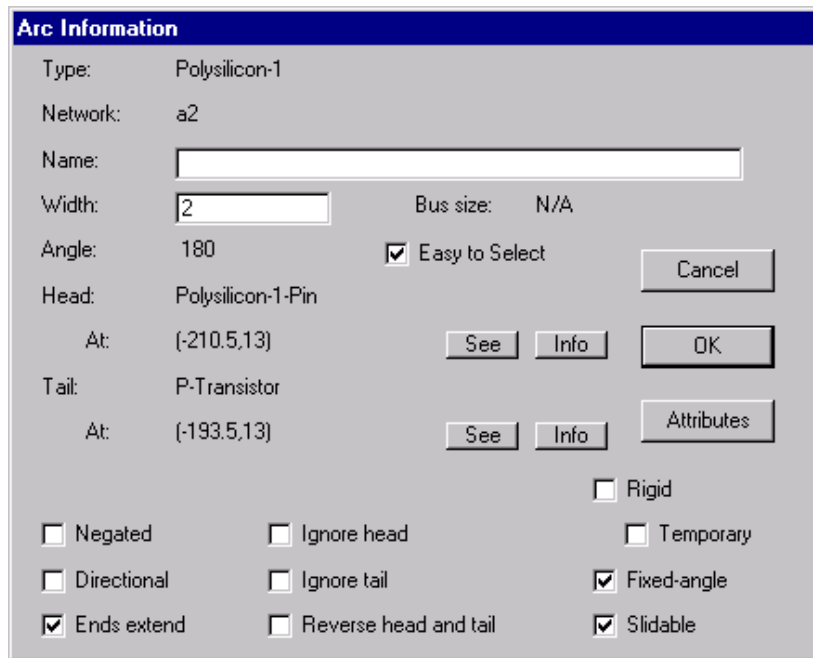 Arc Information
Type: Polysilicon-1
Network: a2
Name:
Width: 2 Bus size: N/A
Angle: 180 Easy to Select
Cancel
Head: Polysilicon-1-Pin
At: (-210.5,13) See Info OK
Tail: P-Transistor
Attributes
At: (-193.5,13) See Info
Rigid
Negated Ignore head Temporary
Directional Ignore tail Fixed-angle
Ends extend Reverse head and tail Slidable